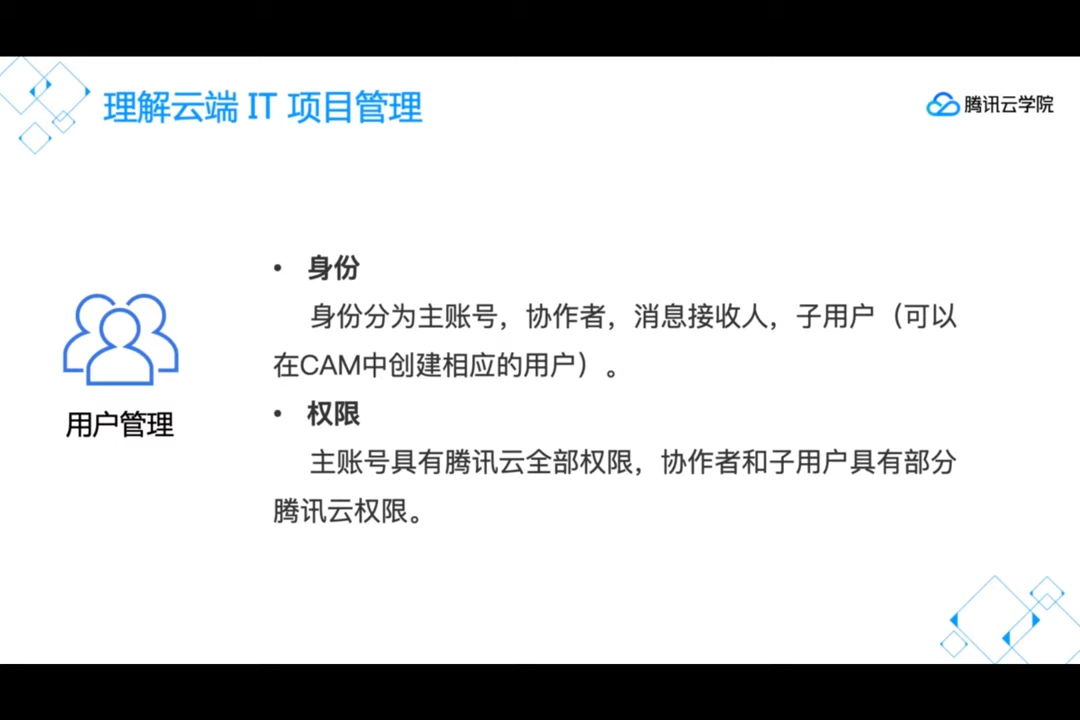 理解云端 IT 项目管理
腾讯云学院
• 身份
身份分为主账号，协作者，消息接收人，子用户（可以
在CAM中创建相应的用户）。
• 权限
主账号具有腾讯云全部权限，协作者和子用户具有部分
腾讯云权限。
用户管理